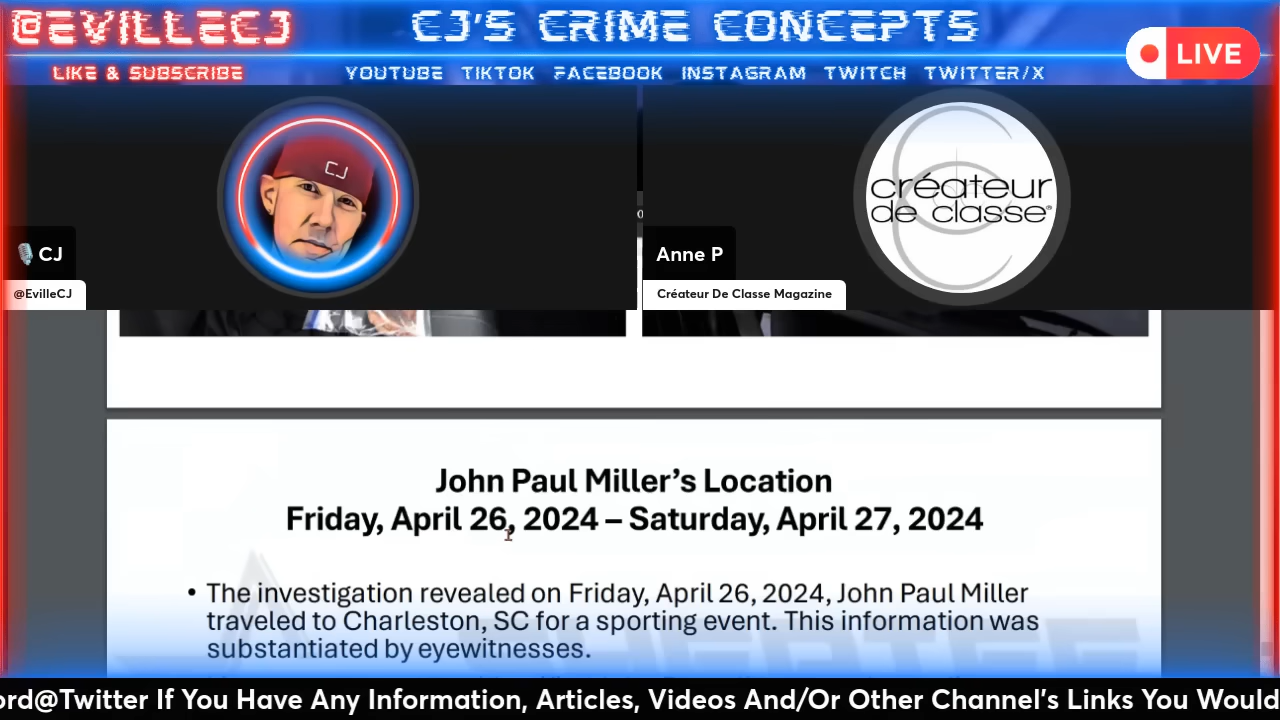 @EVILLECJ
CJ'S CRIME CONCEPTS
LIVE
LIKE & SUBSCRIBE
YOUTUBE TIKTOK FACEBOOK INSTAGRAM TWITCH TWITTER/X
CJ
créateur
de classe®
CJ
Anne P
@EvilleCJ
Créateur De Classe Magazine
John Paul Miller's Location
Friday, April 26, 2024 – Saturday, April 27, 2024
• The investigation revealed on Friday, April 26, 2024, John Paul Miller
traveled to Charleston, SC for a sporting event. This information was
substantiated by eyewitnesses.
ord@Twitter If You Have Any Information, Articles, Videos And/Or Other Channel's Links You Would